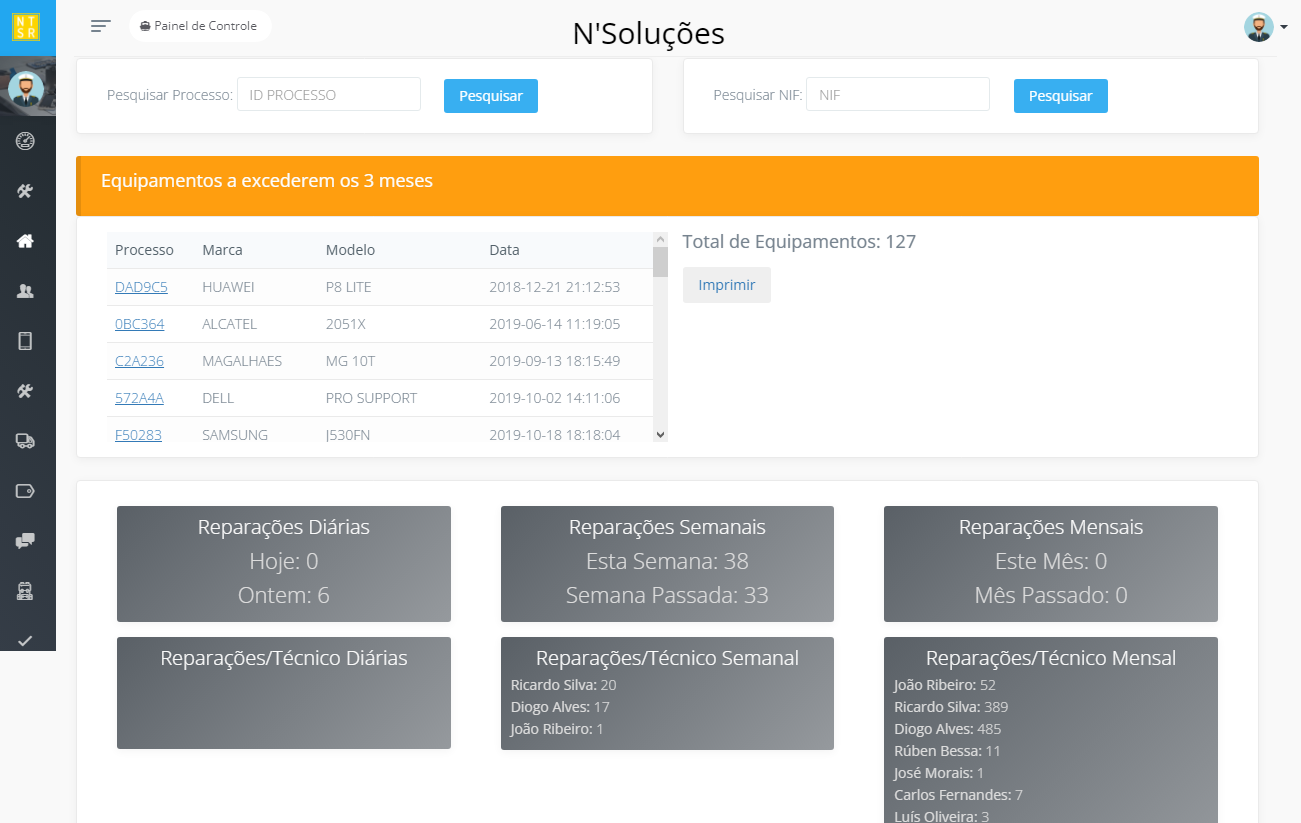 NT
SR
Painel de Controle
N'Soluções
Pesquisar Processo: ID PROCESSO Pesquisar
Pesquisar NIF: NIF Pesquisar
Equipamentos a excederem os 3 meses
Processo Marca Modelo Data
DAD9C5 HUAWEI P8 LITE 2018-12-21 21:12:53
0BC364 ALCATEL 2051X 2019-06-14 11:19:05
C2A236 MAGALHAES MG 10T 2019-09-13 18:15:49
572A4A DELL PRO SUPPORT 2019-10-02 14:11:06
F50283 SAMSUNG J530FN 2019-10-18 18:18:04
Total de Equipamentos: 127
Imprimir
Reparações Diárias
Hoje: 0
Ontem: 6
Reparações Semanais
Esta Semana: 38
Semana Passada: 33
Reparações Mensais
Este Mês: 0
Mês Passado: 0
Reparações/Técnico Diárias
Reparações/Técnico Semanal
Ricardo Silva: 20
Diogo Alves: 17
João Ribeiro: 1
Reparações/Técnico Mensal
João Ribeiro: 52
Ricardo Silva: 389
Diogo Alves: 485
Rúben Bessa: 11
José Morais: 1
Carlos Fernandes: 7
Luís Oliveira: 3